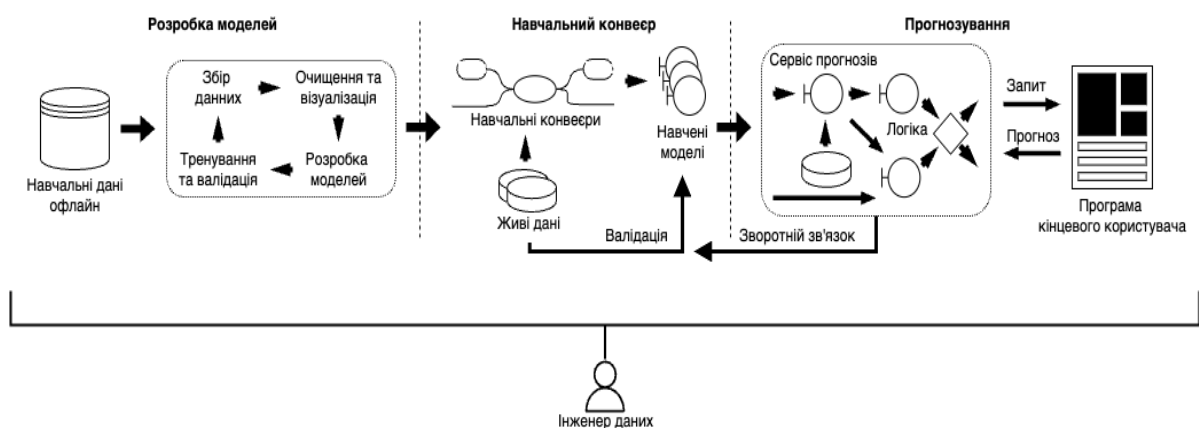 Розробка моделей
Навчальний конвеєр
Прогнозування
Збір
данних
Очищення та
візуалізація
Тренування
та валідація
Розробка
моделей
Навчальні дані
офлайн
Навчальні конвеєри
Навчені
моделі
Живі дані
Валідація
Сервіс прогнозів
Логіка
Зворотній зв'язок
Запит
Прогноз
Програма
кінцевого користувача
Інженер даних